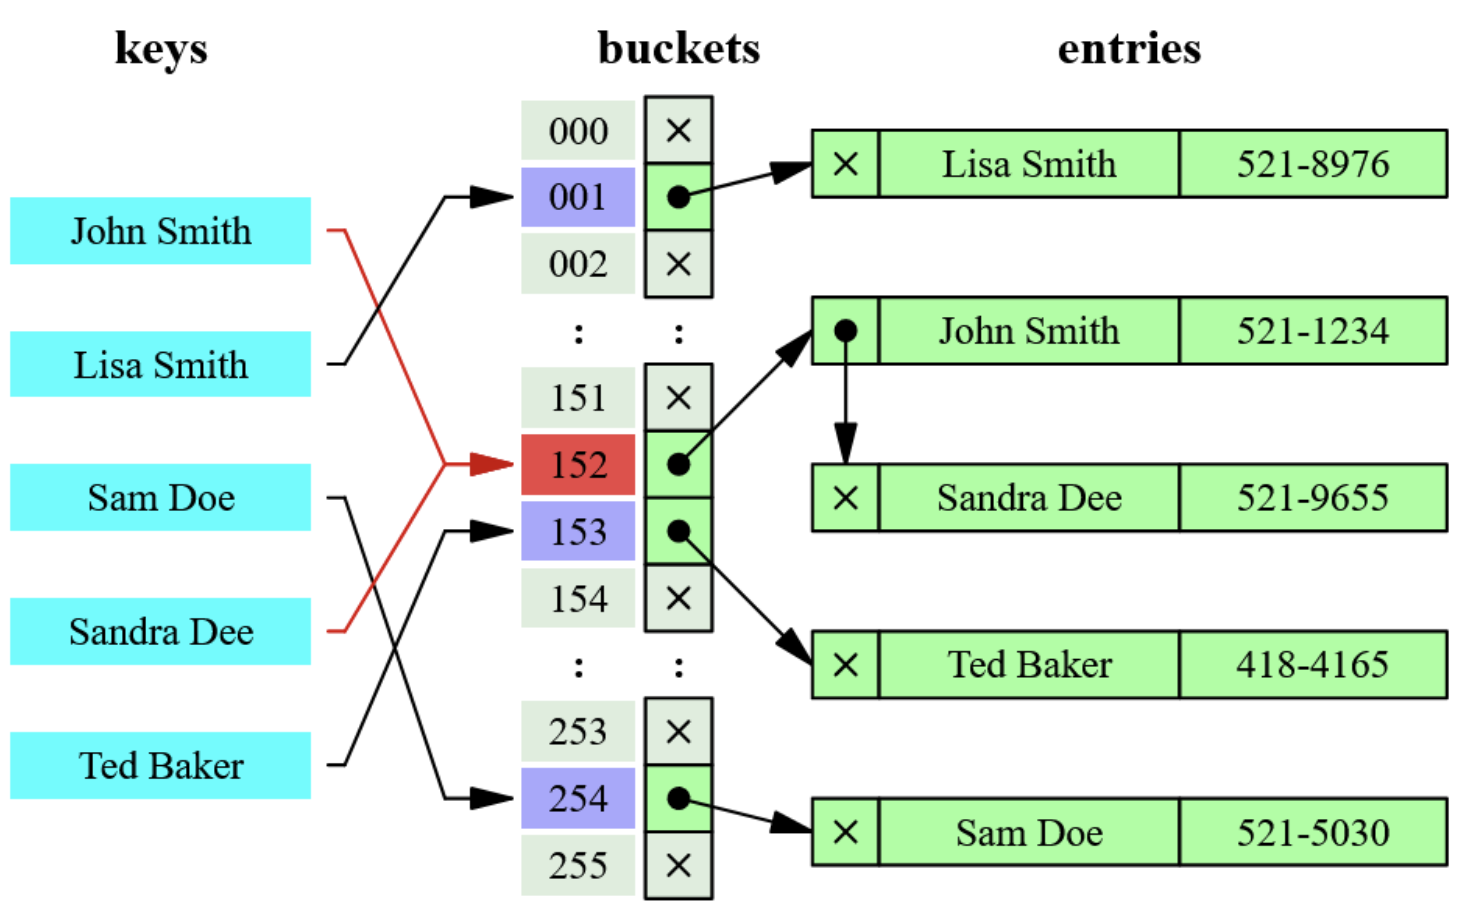 keys
buckets
entries
John Smith
Lisa Smith
Sam Doe
Sandra Dee
Ted Baker
000
001
002
:
151
152
153
154
:
253
254
255
×
×
:
×
×
:
×
×
× Lisa Smith 521-8976
John Smith 521-1234
× Sandra Dee 521-9655
× Ted Baker 418-4165
× Sam Doe 521-5030